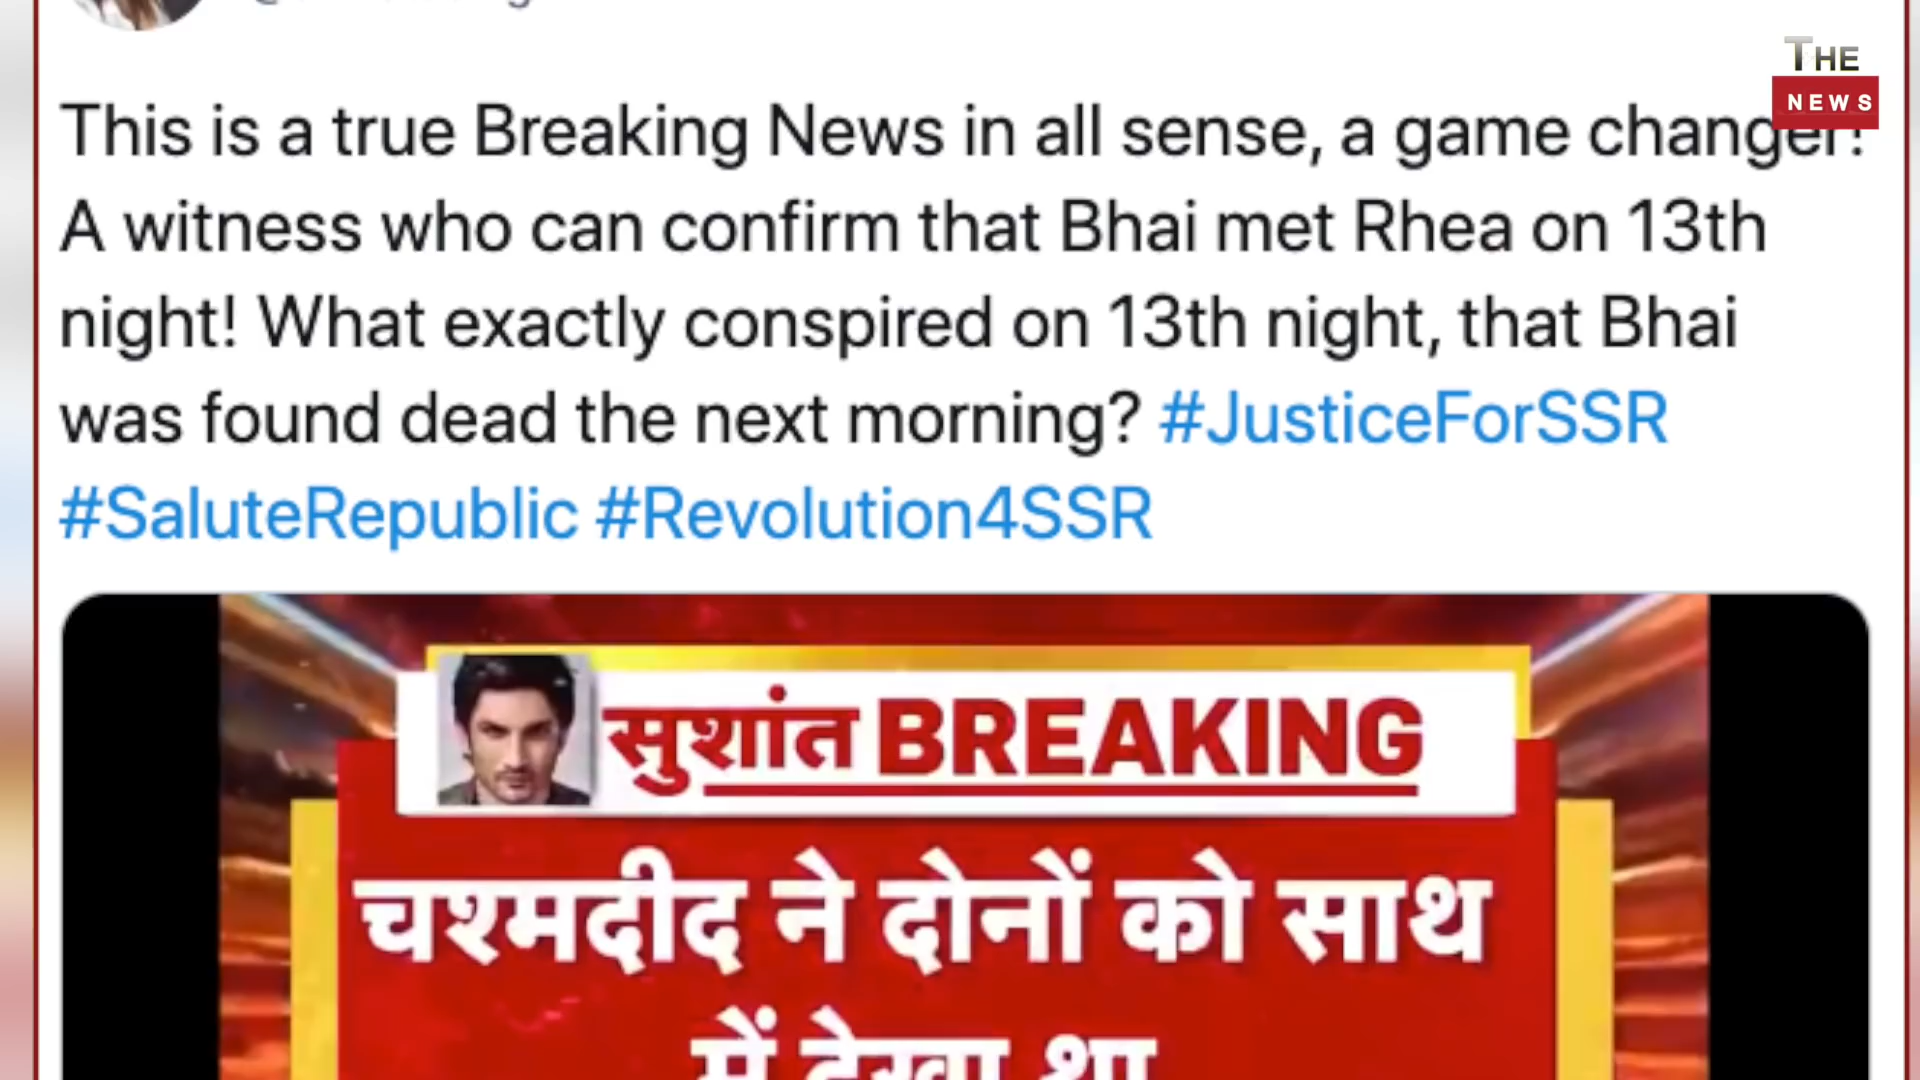 THE
NEWS
This is a true Breaking News in all sense, a game changer!
A witness who can confirm that Bhai met Rhea on 13th
night! What exactly conspired on 13th night, that Bhai
was found dead the next morning? #JusticeForSSR
#SaluteRepublic #Revolution4SSR
सुशांत BREAKING
चश्मदीद ने दोनों को साथ
में देखा था